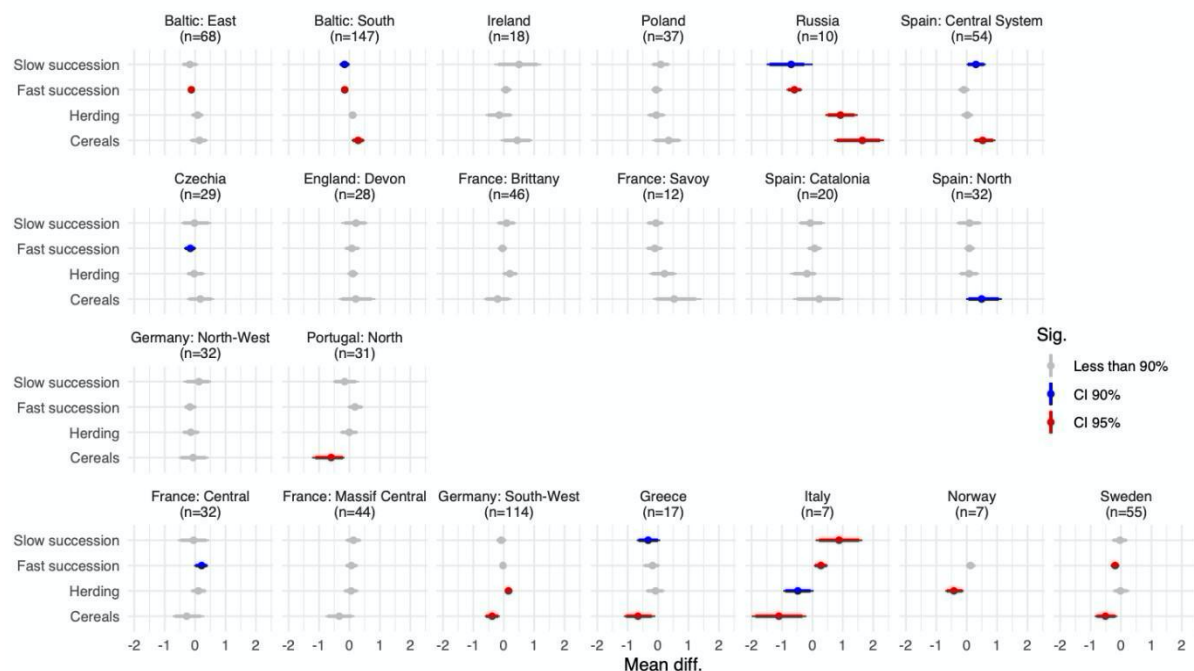 Baltic: East Baltic: South Ireland Poland Russia Spain: Central System
(n=68) (n=147) (n=18) (n=37) (n=10) (n=54)
Slow succession
Fast succession
Herding
Cereals
Czechia England: Devon France: Brittany France: Savoy Spain: Catalonia Spain: North
(n=29) (n=28) (n=46) (n=12) (n=20) (n=32)
Slow succession
Fast succession
Herding
Cereals
Germany: North-West Portugal: North
(n=32) (n=31)
Slow succession
Fast succession
Herding
Cereals
Sig.
Less than 90%
CI 90%
CI 95%
France: Central France: Massif Central Germany: South-West Greece Italy Norway Sweden
(n=32) (n=44) (n=114) (n=17) (n=7) (n=7) (n=55)
Slow succession
Fast succession
Herding
Cereals
-2 -1 0 1 2 -2 -1 0 1 2 -2 -1 0 1 2 -2 -1 0 1 2 -2 -1 0 1 2 -2 -1 0 1 2 -2 -1 0 1 2
Mean diff.